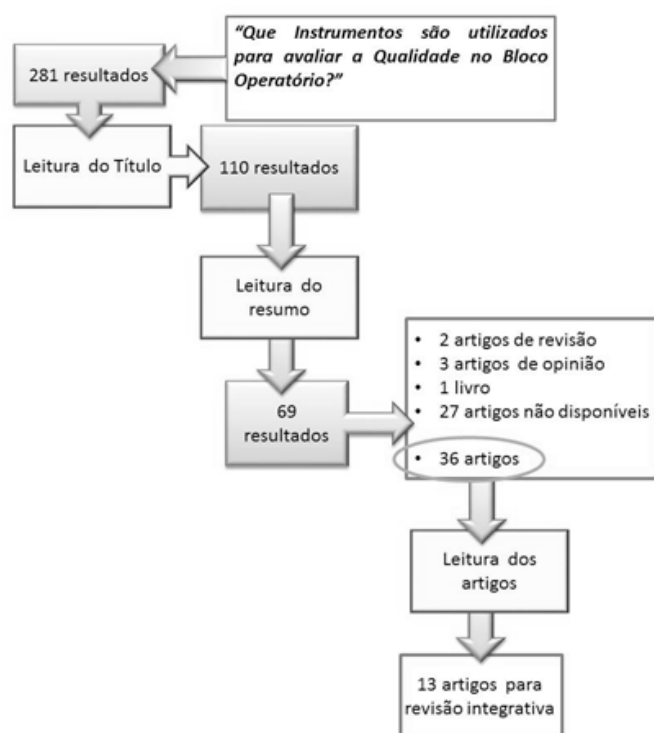 “Que Instrumentos são utilizados
para avaliar a Qualidade no Bloco
Operatório?”
281 resultados
Leitura do Título
110 resultados
Leitura do
resumo
69
resultados
• 2 artigos de revisão
• 3 artigos de opinião
• 1 livro
• 27 artigos não disponíveis
• 36 artigos
Leitura dos
artigos
13 artigos para
revisão integrativa